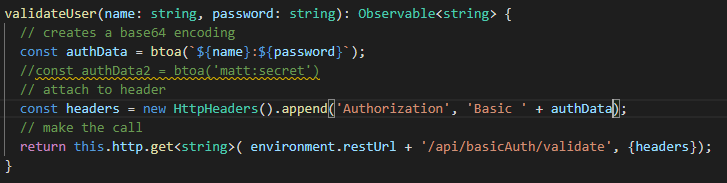 validateUser(name: string, password: string): Observable<string> {
// creates a base64 encoding
const authData = btoa(`${name}:${password}`);
//const authData2 = btoa('matt:secret')
// attach to header
const headers = new HttpHeaders().append('Authorization', 'Basic ' + authData);
// make the call
return this.http.get<string>( environment.restUrl + '/api/basicAuth/validate', {headers});
}